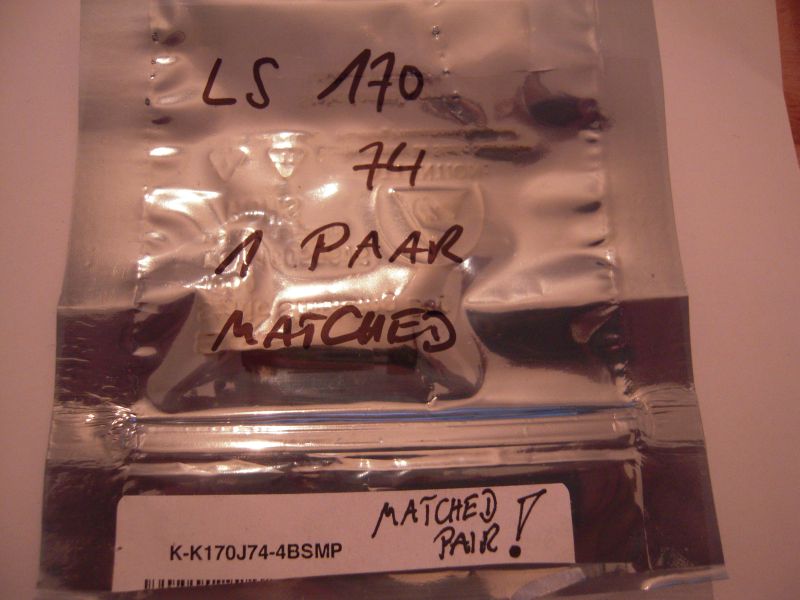 LS 170
74
1 PAAR
MATCHED
MATCHED
PAIR!
K-K170J74-4BSMP